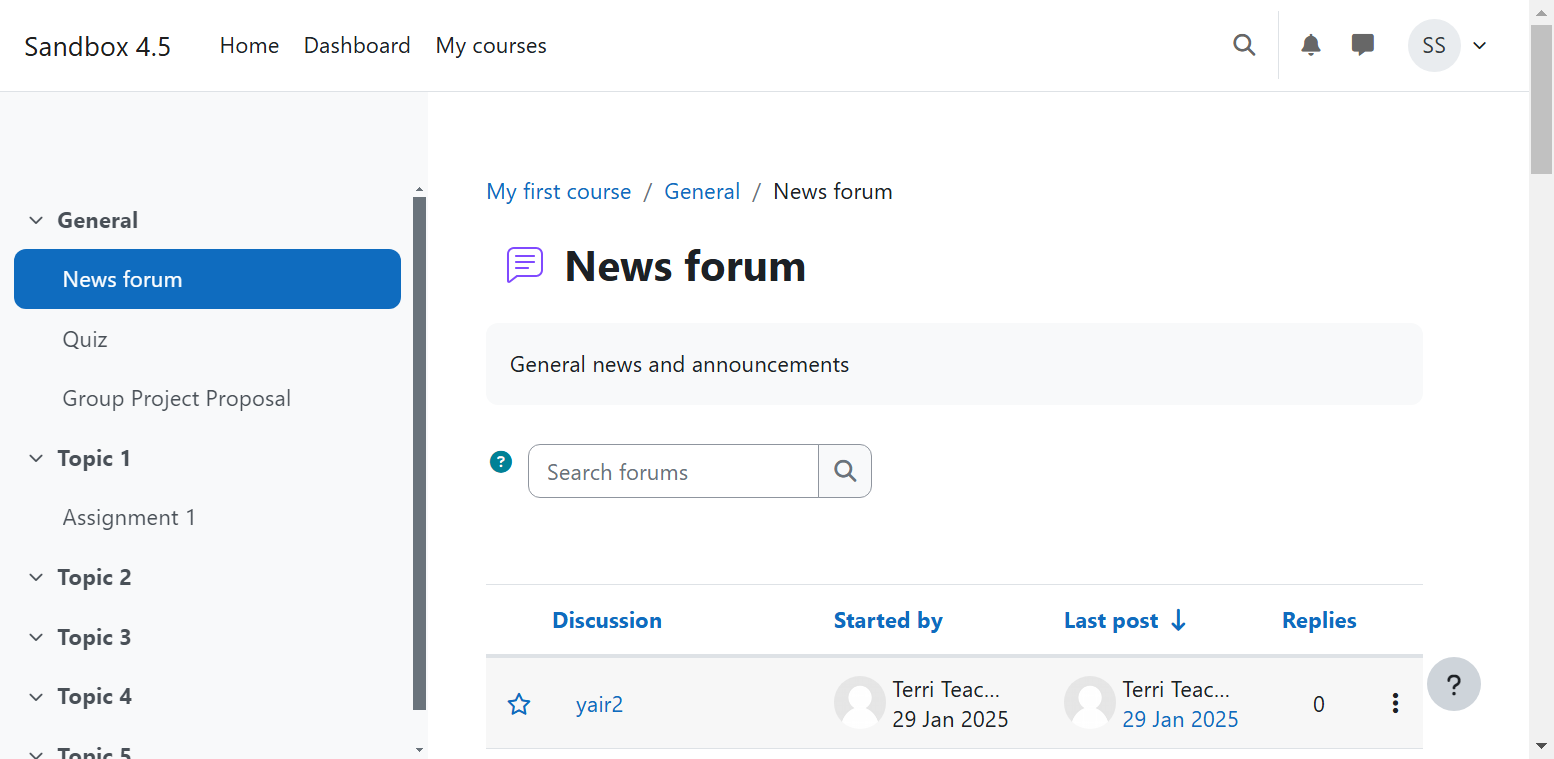 Sandbox 4.5 Home Dashboard My courses SS
General
News forum
Quiz
Group Project Proposal
Topic 1
Assignment 1
Topic 2
Topic 3
Topic 4
Topic 5
My first course / General / News forum
News forum
General news and announcements
? Search forums
Discussion Started by Last post Replies
yair2 Terri Teac... 29 Jan 2025 Terri Teac... 29 Jan 2025 0
?